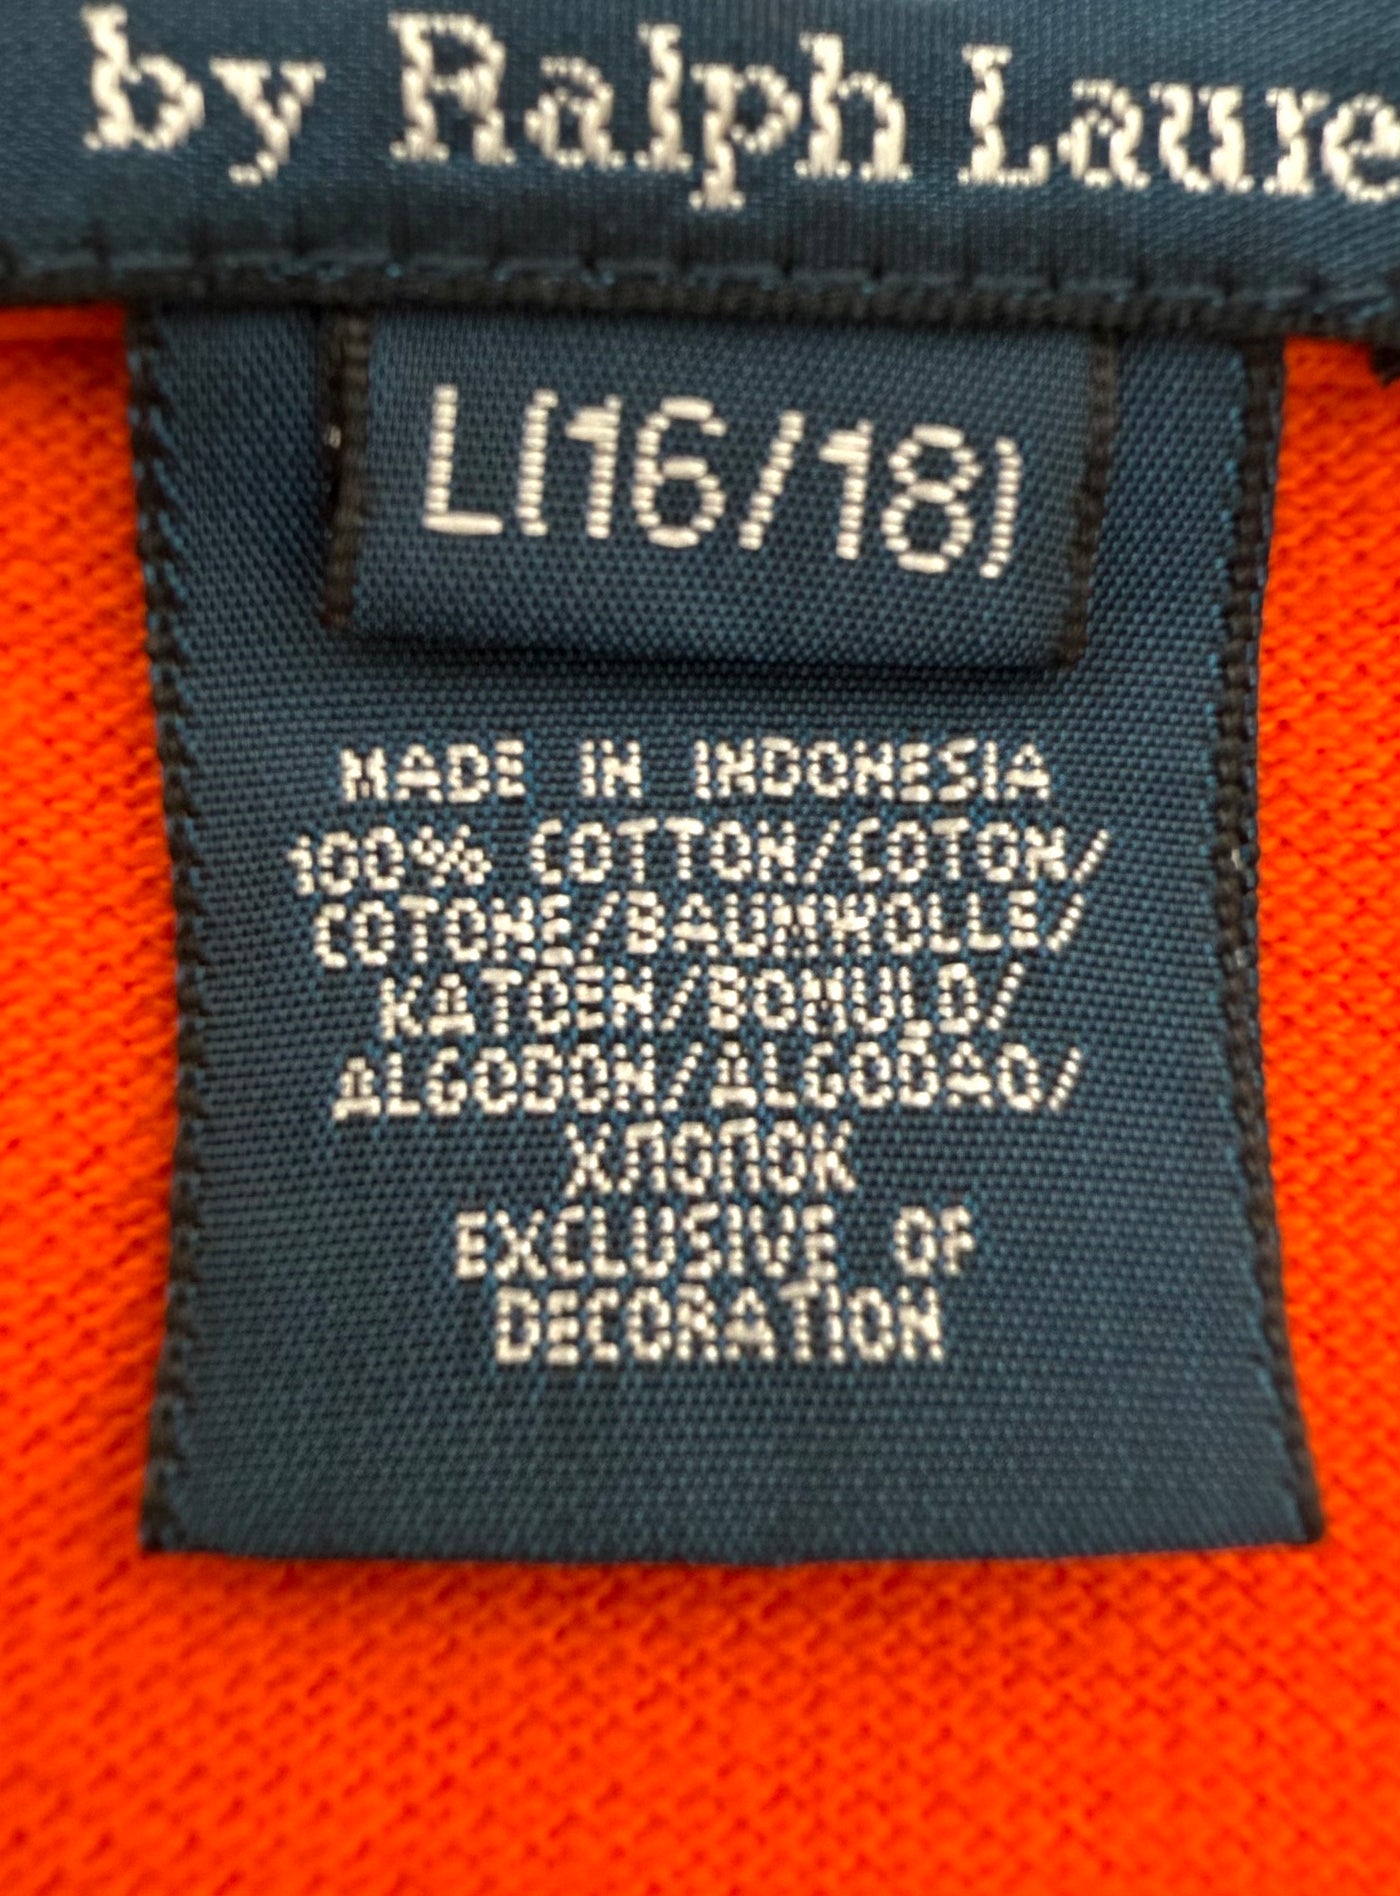 by Ralph Laure
L(16/18)
MADE IN INDONESIA
100% COTTON/COTON/
COTONE/BAUMWOLLE/
KATOEN/BOMULD/
ALGODON/ALGODÃO/
ХЛОПОК
EXCLUSIVE OF
DECORATION